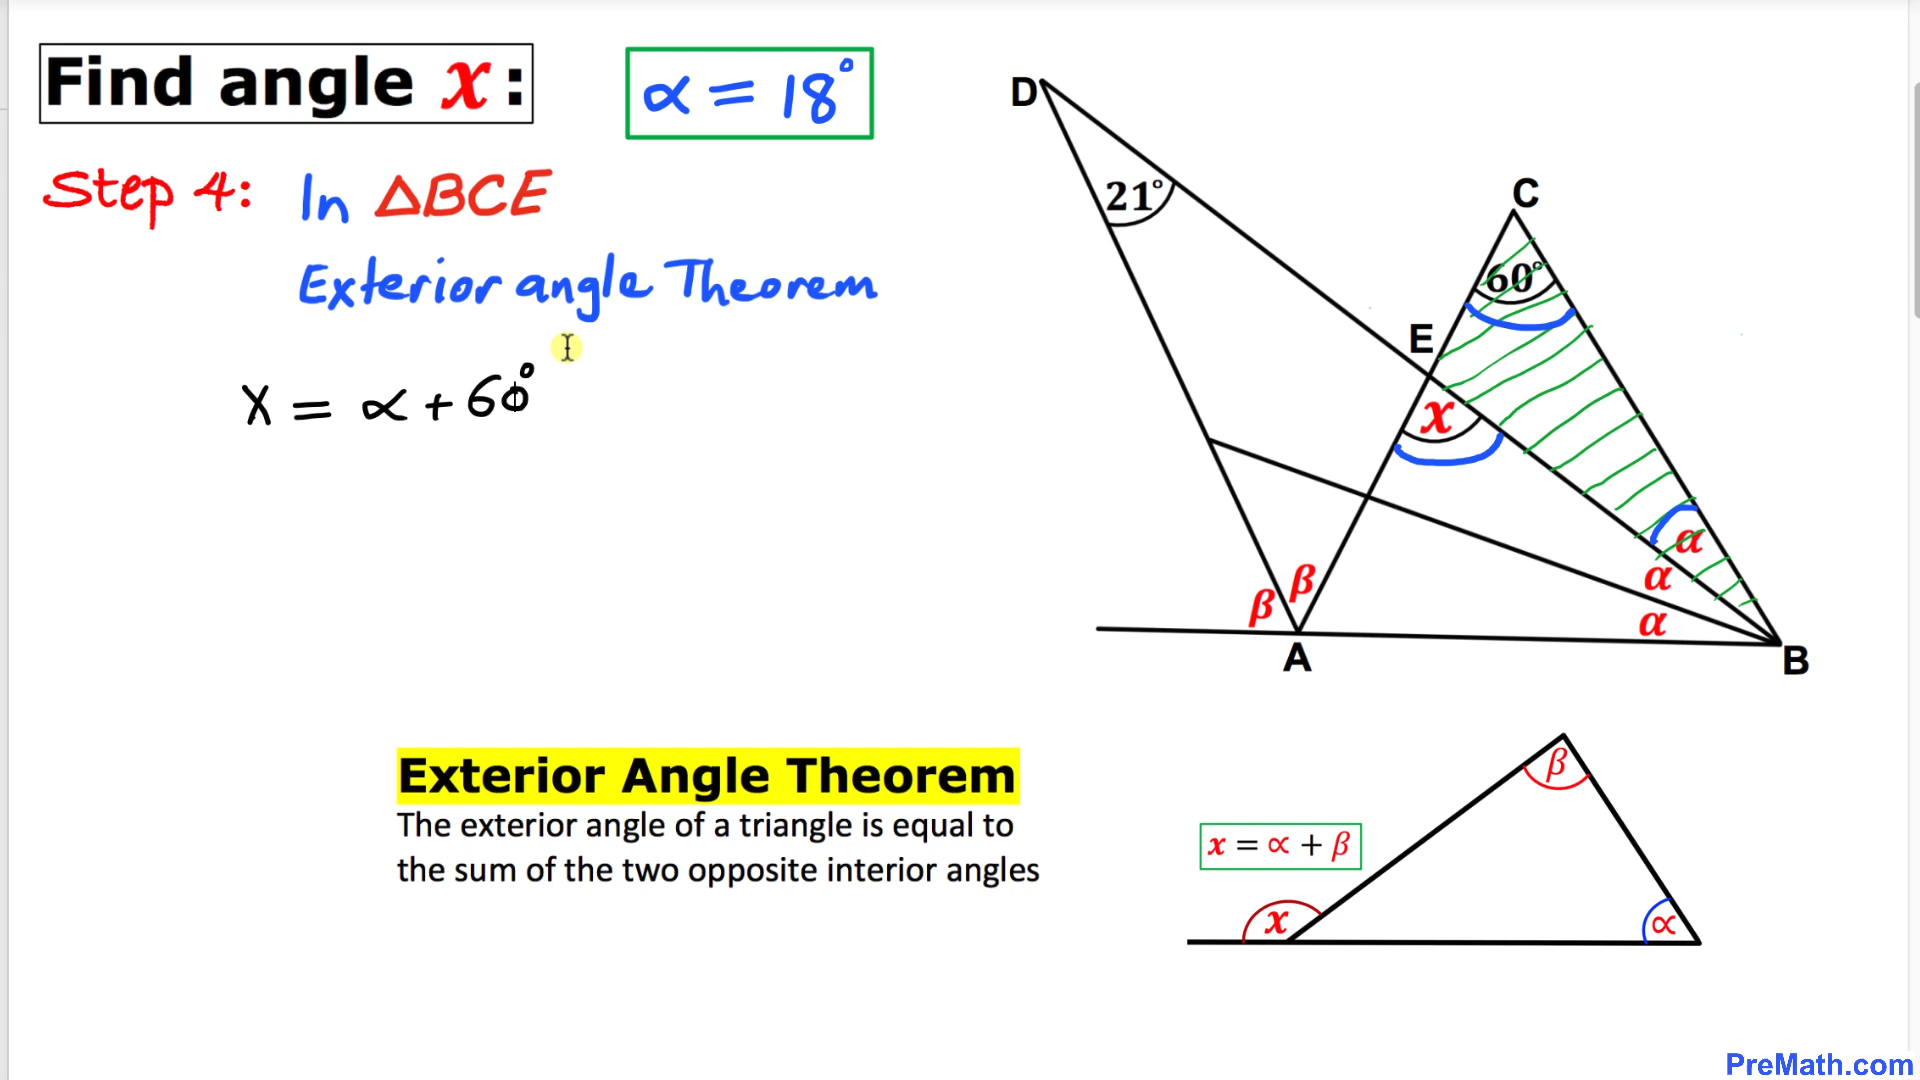 Find angle x :
α = 18°
Step 4: In △BCE
Exterior angle Theorem
x = α + 60°
D
21°
C
60°
E
x
α
α
α
β
β
A
B
Exterior Angle Theorem
The exterior angle of a triangle is equal to
the sum of the two opposite interior angles
β
x = ∝ + β
x
∝
PreMath.com